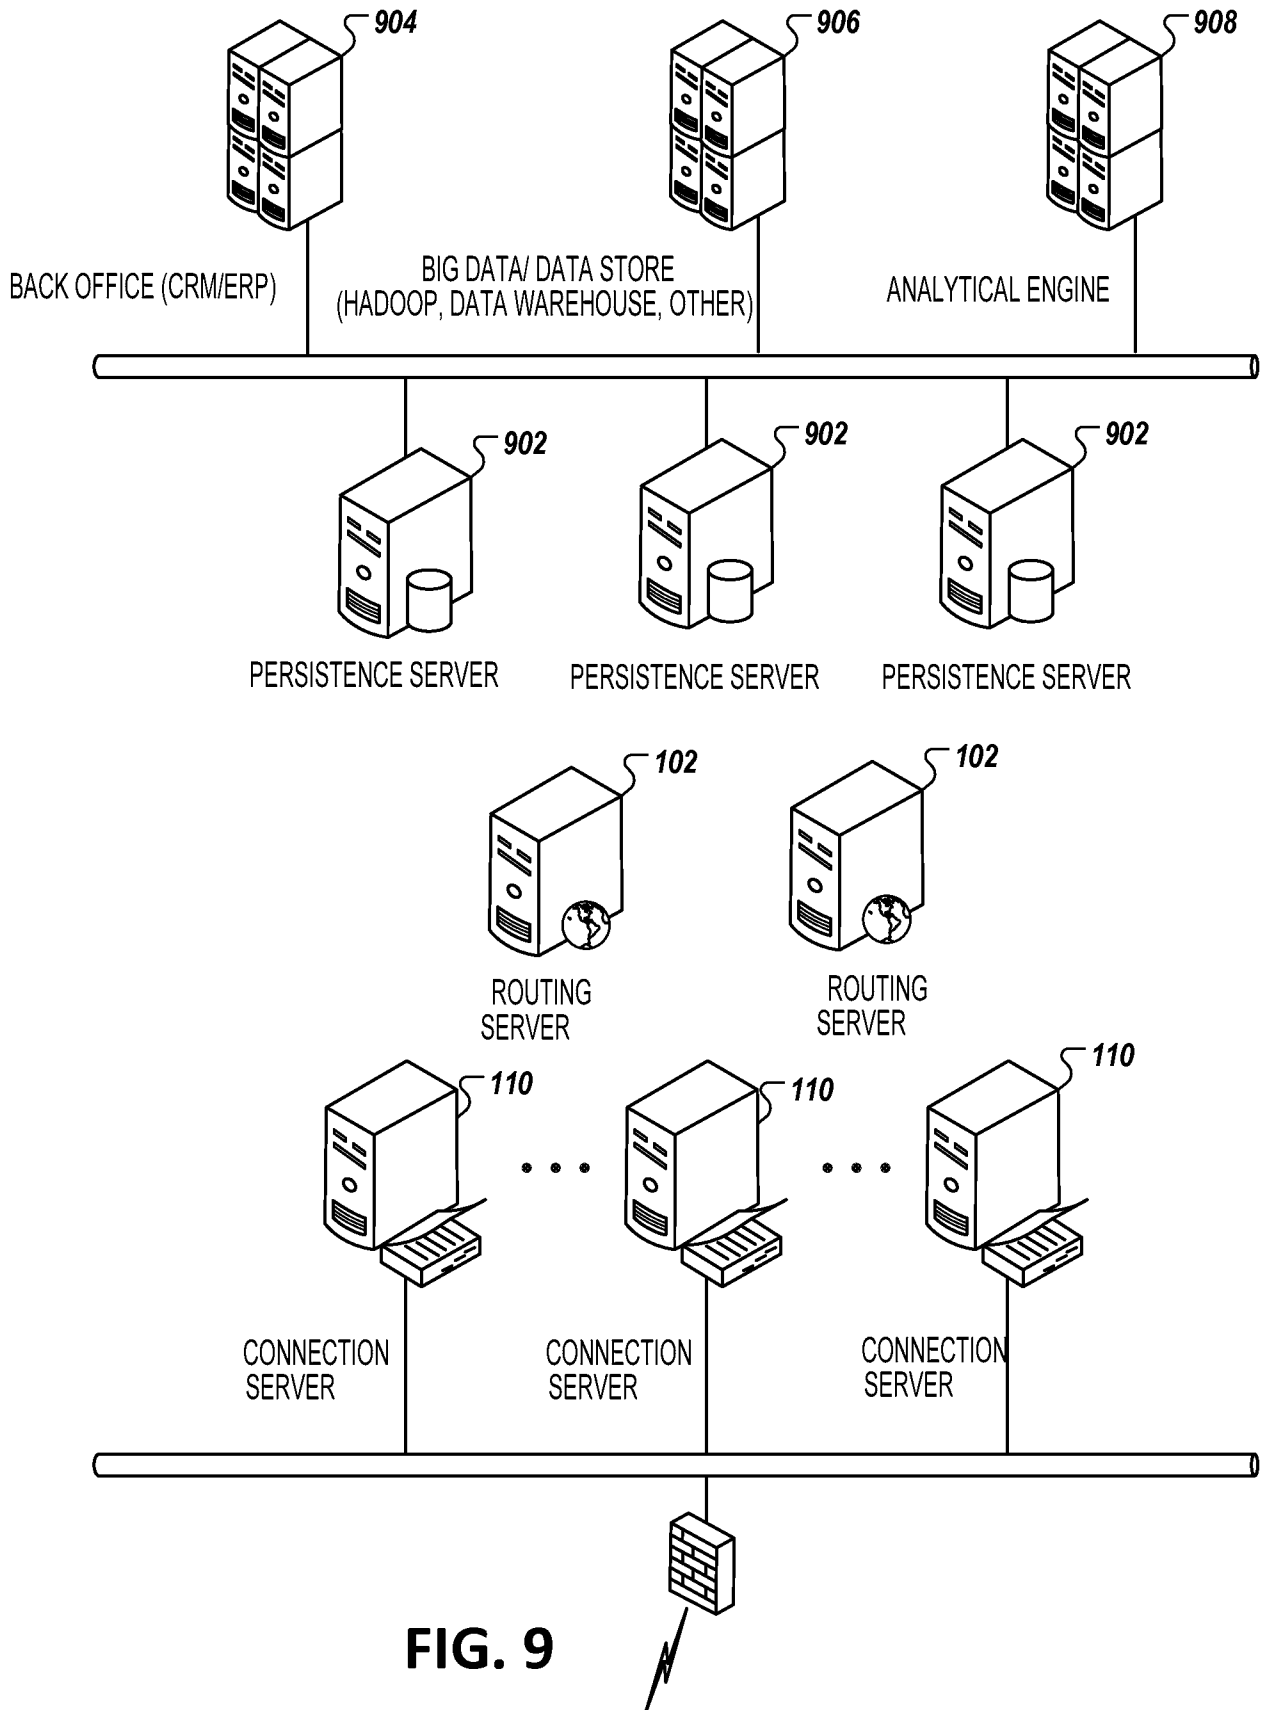 904
906
908
BACK OFFICE (CRM/ERP)
BIG DATA/ DATA STORE
(HADOOP, DATA WAREHOUSE, OTHER)
ANALYTICAL ENGINE
902
902
902
PERSISTENCE SERVER
PERSISTENCE SERVER
PERSISTENCE SERVER
102
102
ROUTING
SERVER
ROUTING
SERVER
110
110
110
CONNECTION
SERVER
CONNECTION
SERVER
CONNECTION
SERVER
FIG. 9